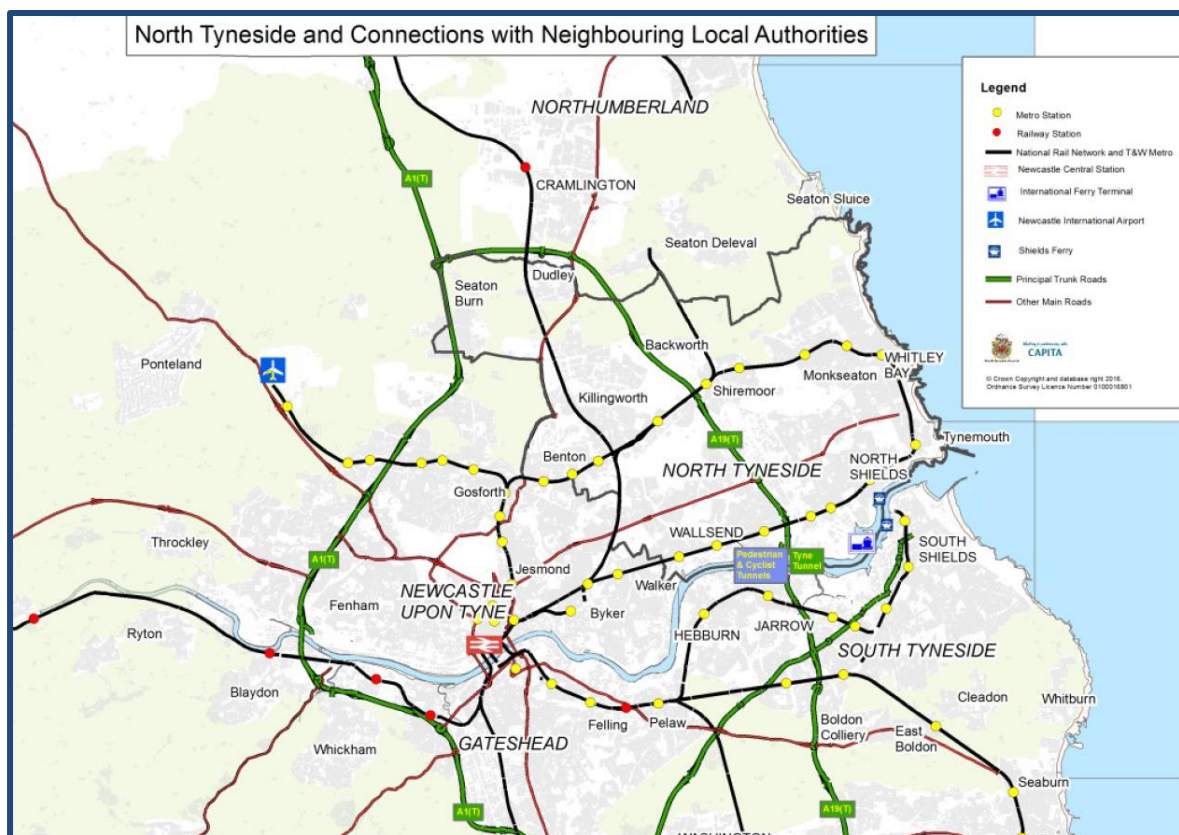 North Tyneside and Connections with Neighbouring Local Authorities
Legend
Metro Station
Railway Station
National Rail Network and T&W Metro
Newcastle Central Station
International Ferry Terminal
Newcastle International Airport
Shields Ferry
Principal Trunk Roads
Other Main Roads
CAPITA
© Crown Copyright and database right 2016.
Ordnance Survey Licence Number 0100016801
NORTHUMBERLAND
A1(T)
CRAMLINGTON
Seaton Sluice
Seaton Deleval
Dudley
Seaton
Burn
Backworth
Ponteland
WHITLEY
BAY
Monkseaton
Shiremoor
Killingworth
A19(T)
Tynemouth
Benton
NORTH TYNESIDE
NORTH
SHIELDS
Gosforth
WALLSEND
Throckley
A1(T)
Jesmond
Pedestrian
& Cyclist
Tunnels
Tyne
Tunnel
SOUTH
SHIELDS
Walker
NEWCASTLE
UPON TYNE
Fenham
Byker
Ryton
HEBBURN
JARROW
SOUTH TYNESIDE
Blaydon
Cleadon
Whitburn
Felling
Pelaw
Boldon
Colliery
East
Boldon
Whickham
GATESHEAD
Seaburn
A1(T)
A19(T)
WASHINGTON